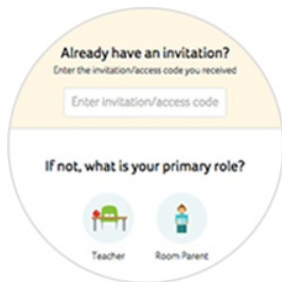 Already have an invitation?
Enter the invitation/access code you received
Enter invitation/access code
If not, what is your primary role?
Teacher Room Parent